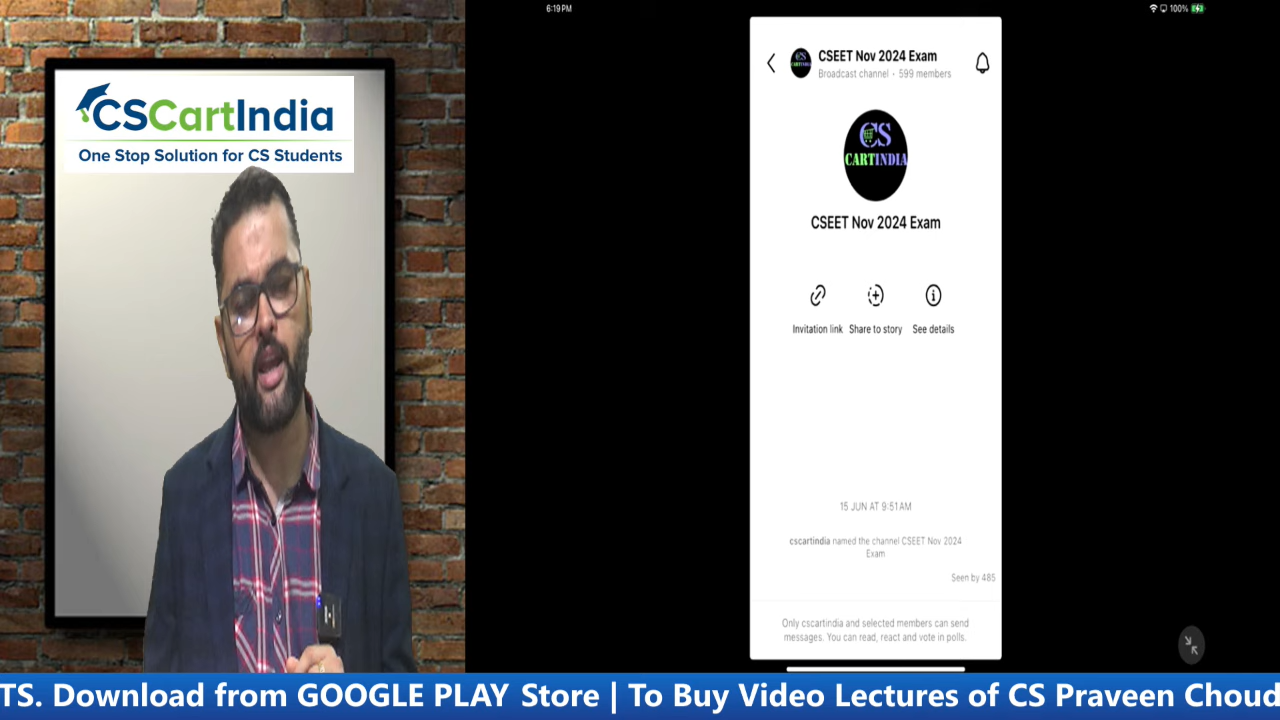 CSCartIndia
One Stop Solution for CS Students
6:19 PM
100%
CSEET Nov 2024 Exam
Broadcast channel • 599 members
CS
CARTINDIA
CS
CARTINDIA
CSEET Nov 2024 Exam
Invitation link
Share to story
See details
15 JUN AT 9:51 AM
cscartindia named the channel CSEET Nov 2024
Exam
Seen by 485
Only cscartindia and selected members can send
messages. You can read, react and vote in polls.
TS. Download from GOOGLE PLAY Store | To Buy Video Lectures of CS Praveen Choud